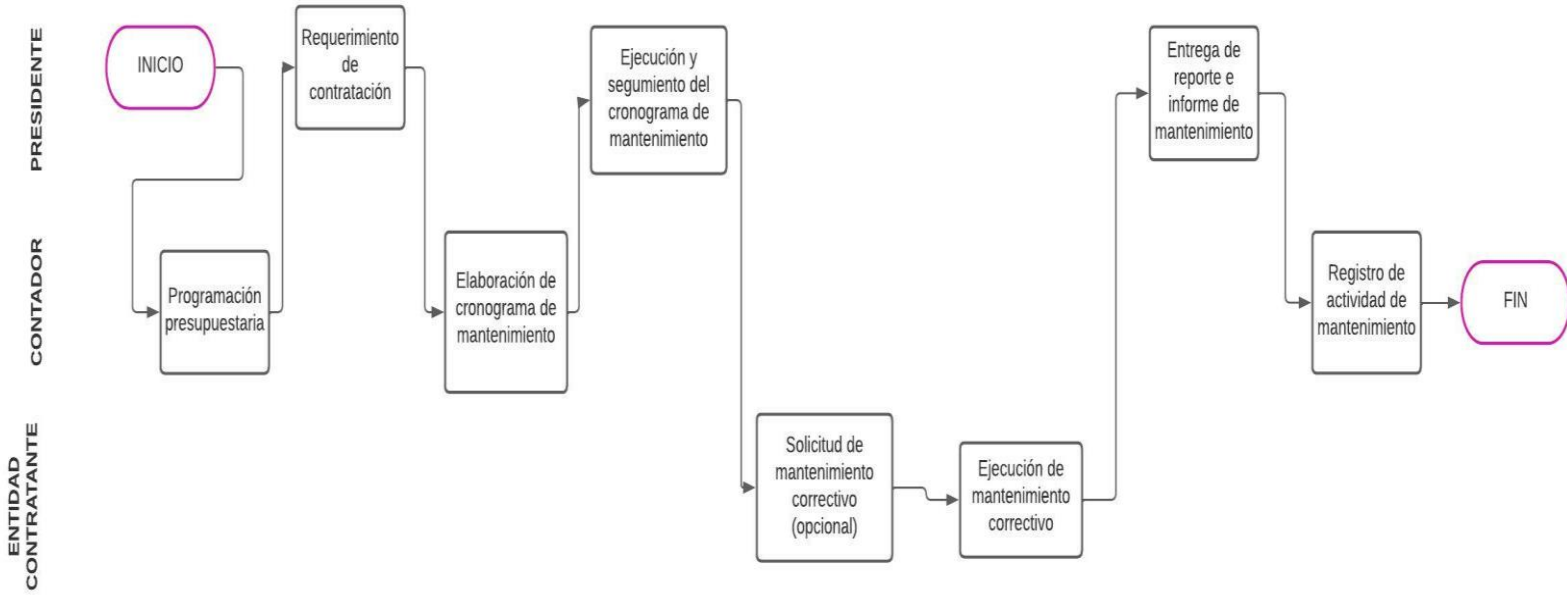 PRESIDENTE
INICIO
Requerimiento
de
contratación
Ejecución y
segumiento del
cronograma de
mantenimiento
Entrega de
reporte e
informe de
mantenimiento
CONTADOR
Programación
presupuestaria
Elaboración de
cronograma de
mantenimiento
Registro de
actividad de
mantenimiento
FIN
ENTIDAD
CONTRATANTE
Solicitud de
mantenimiento
correctivo
(opcional)
Ejecución de
mantenimiento
correctivo